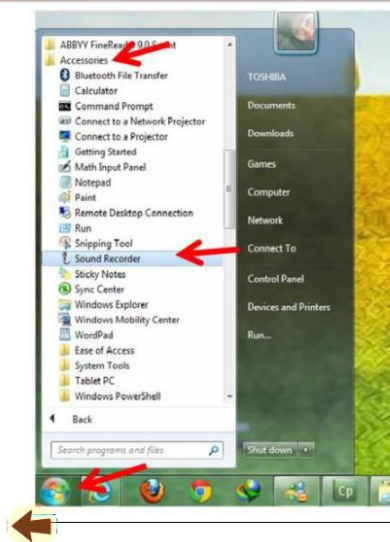 ABBYY FineReader 9.0 Sprint
Accessories
Bluetooth File Transfer
Calculator
Command Prompt
Connect to a Network Projector
Connect to a Projector
Getting Started
Math Input Panel
Notepad
Paint
Remote Desktop Connection
Run
Snipping Tool
Sound Recorder
Sticky Notes
Sync Center
Windows Explorer
Windows Mobility Center
WordPad
Ease of Access
System Tools
Tablet PC
Windows PowerShell
Back
Search programs and files
TOSHIBA
Documents
Downloads
Games
Computer
Network
Connect To
Control Panel
Devices and Printers
Run...
Shut down
Cp